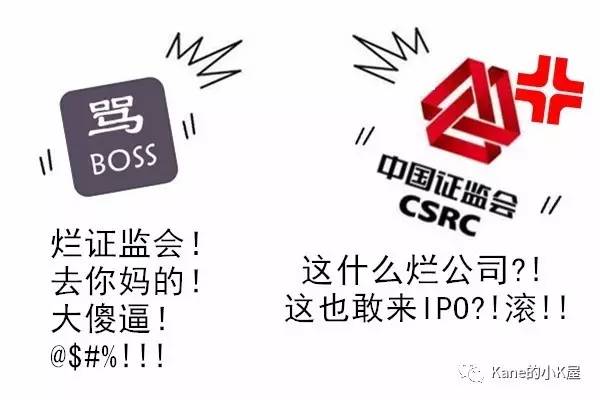 骂
BOSS
烂证监会!
去你妈的!
大傻逼!
@$#%!!!
中国证监会
CSRC
这什么烂公司?!
这也敢来IPO?!滚!!
Kane的小K屋